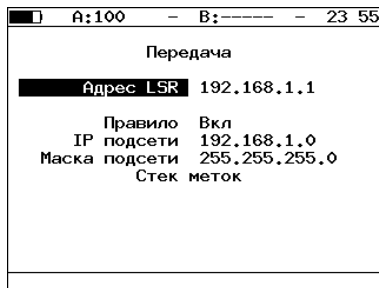 A:100 – B:----- – 23 55
Передача
Адрес LSR 192.168.1.1
Правило Вкл
IP подсети 192.168.1.0
Маска подсети 255.255.255.0
Стек меток